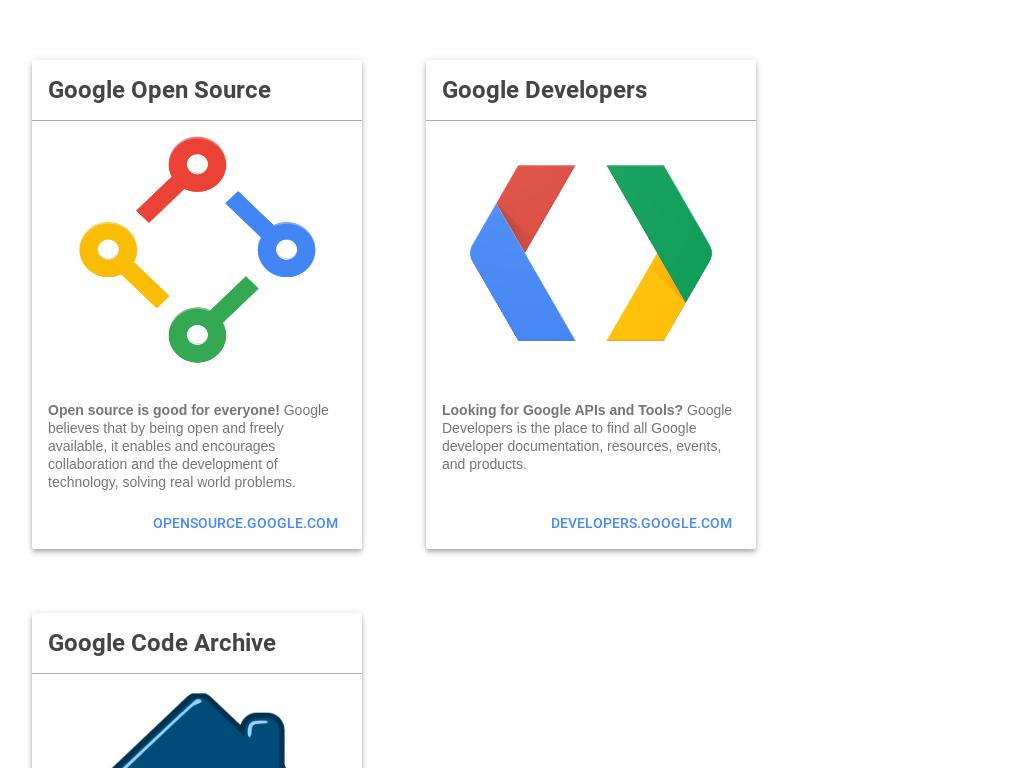 Google Open Source
Open source is good for everyone! Google
believes that by being open and freely
available, it enables and encourages
collaboration and the development of
technology, solving real world problems.
OPENSOURCE.GOOGLE.COM
Google Developers
Looking for Google APIs and Tools? Google
Developers is the place to find all Google
developer documentation, resources, events,
and products.
DEVELOPERS.GOOGLE.COM
Google Code Archive